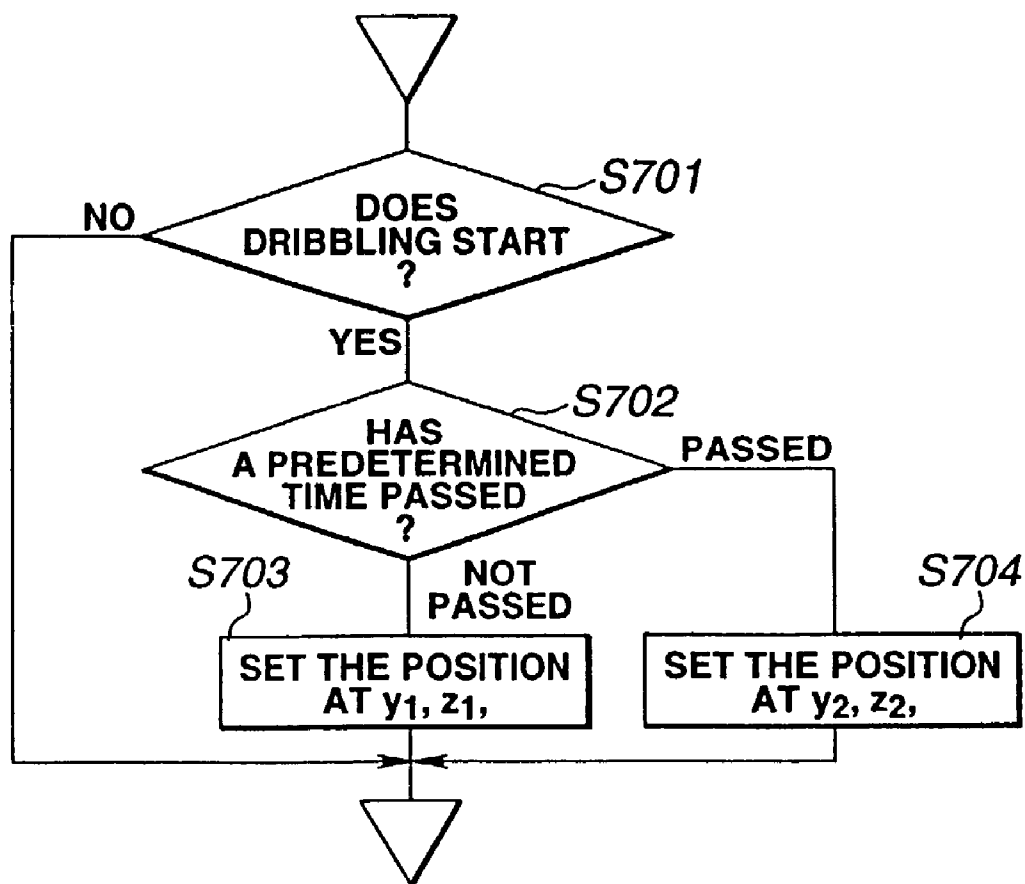 S701
DOES
DRIBBLING START
?
NO
YES
S702
HAS
A PREDETERMINED
TIME PASSED
?
PASSED
NOT
PASSED
S703
SET THE POSITION
AT y1, z1,
S704
SET THE POSITION
AT y2, z2,